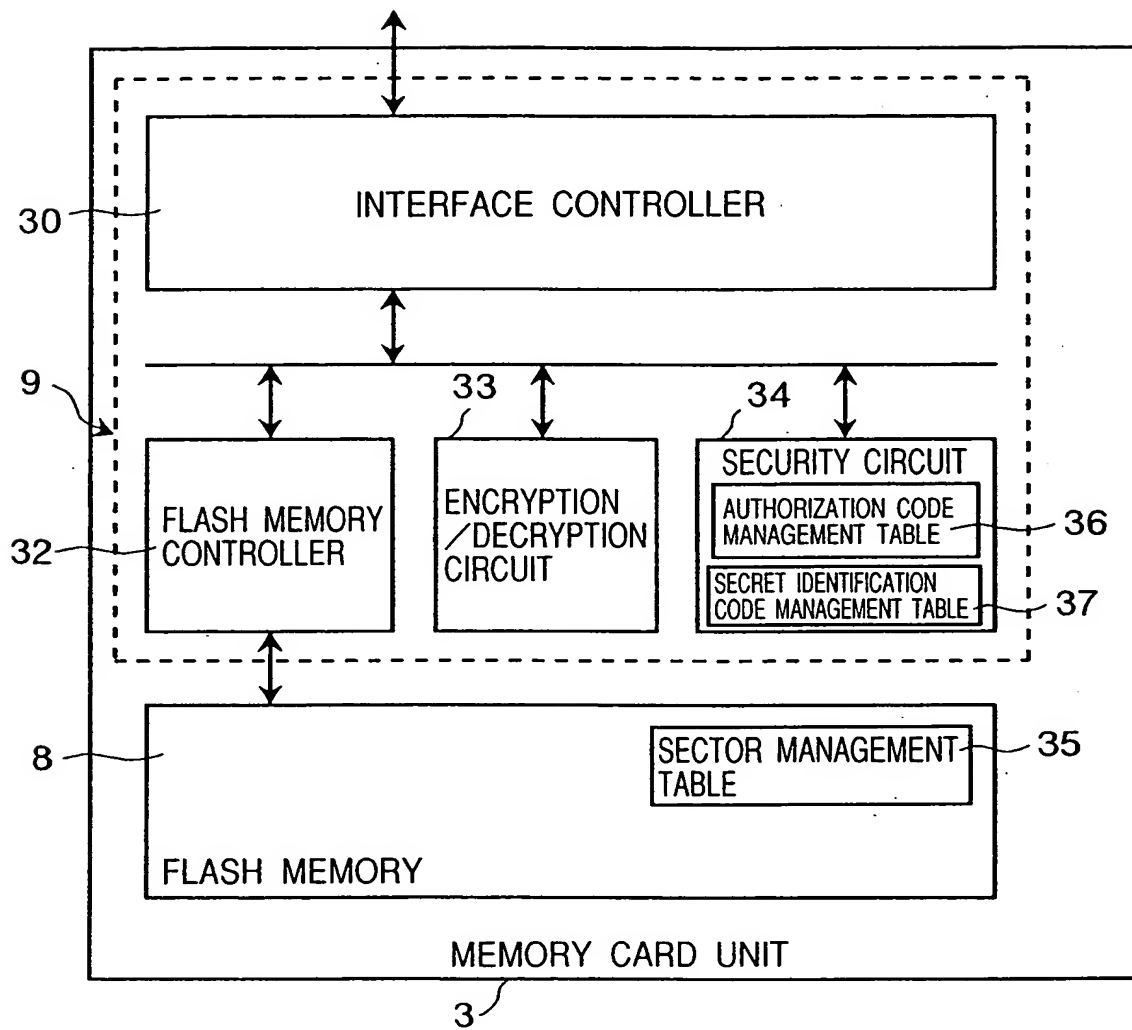 30
INTERFACE CONTROLLER
9
33
34
32
FLASH MEMORY
CONTROLLER
ENCRYPTION
/DECRYPTION
CIRCUIT
SECURITY CIRCUIT
AUTHORIZATION CODE
MANAGEMENT TABLE
36
SECRET IDENTIFICATION
CODE MANAGEMENT TABLE
37
8
SECTOR MANAGEMENT
TABLE
35
FLASH MEMORY
MEMORY CARD UNIT
3